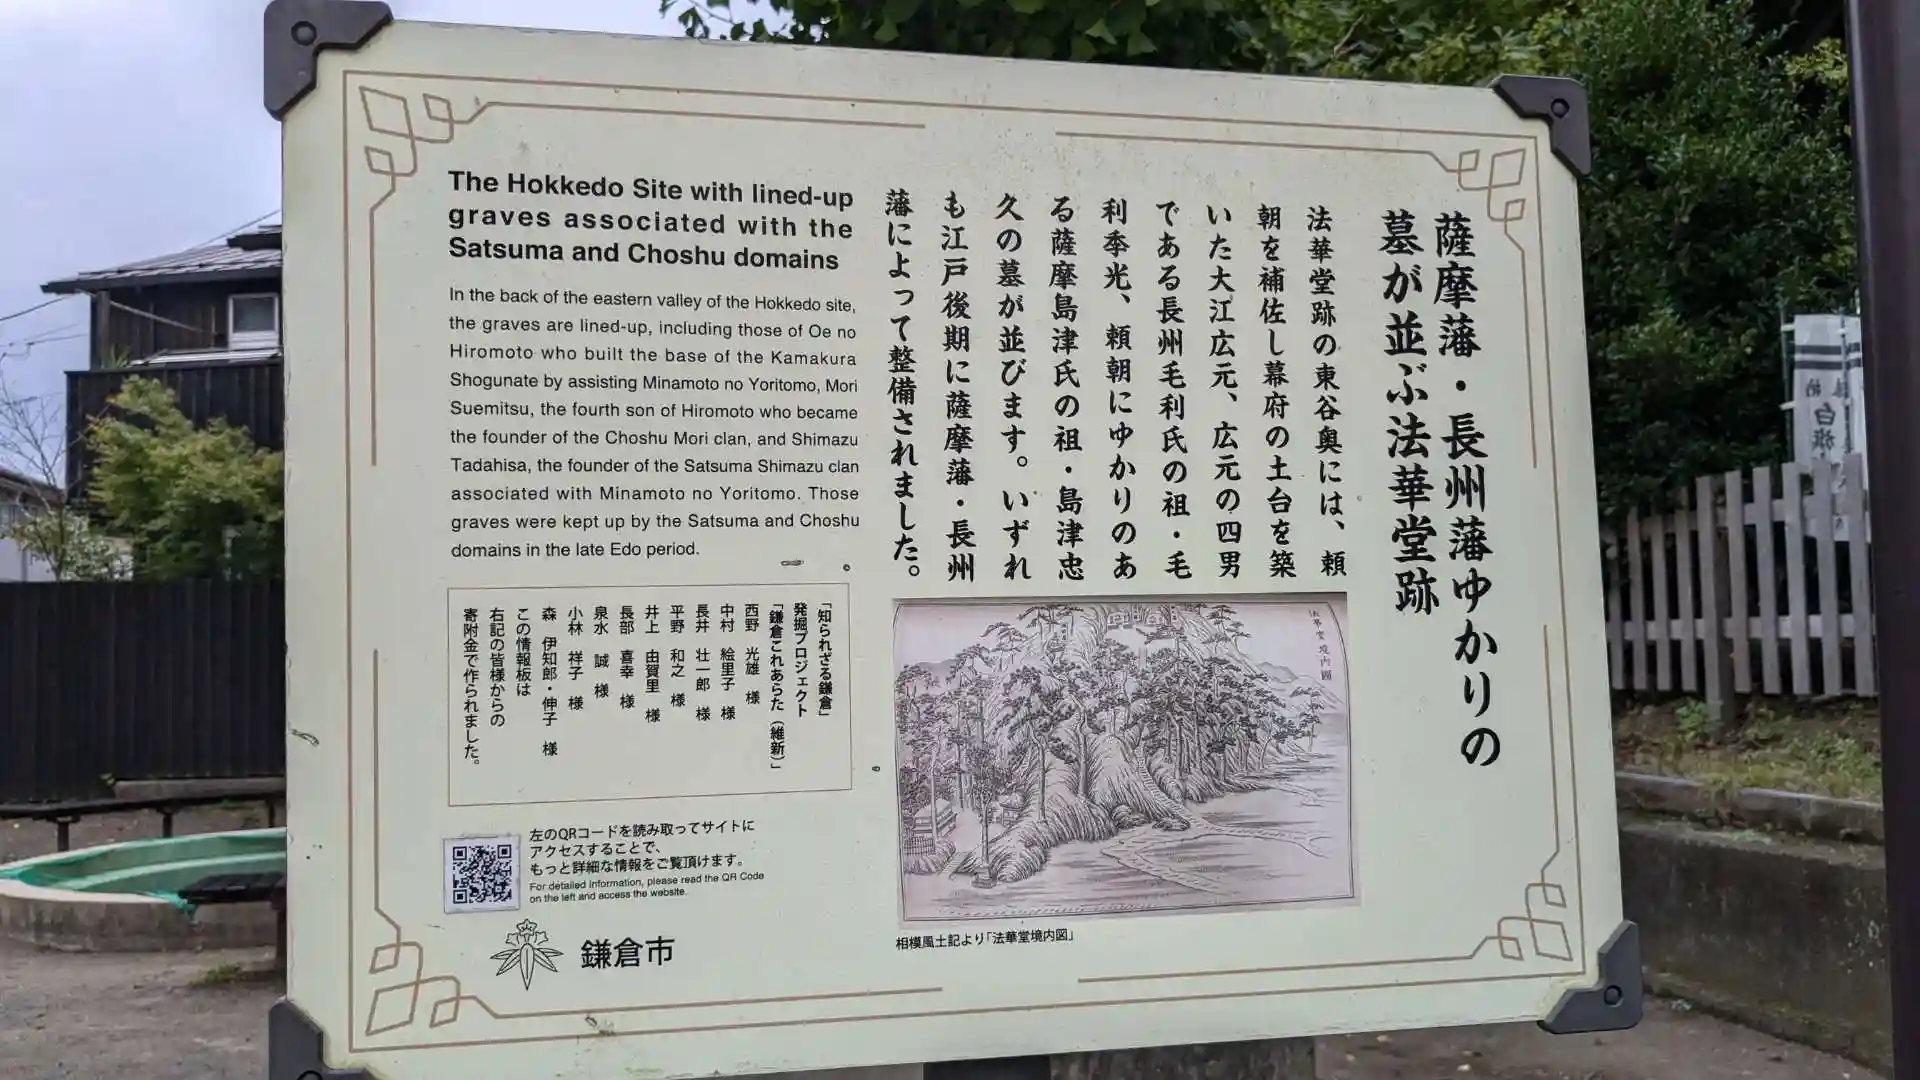 The Hokkedo Site with lined-up
graves associated with the
Satsuma and Choshu domains
In the back of the eastern valley of the Hokkedo site,
the graves are lined-up, including those of Oe no
Hiromoto who built the base of the Kamakura
Shogunate by assisting Minamoto no Yoritomo, Mori
Suemitsu, the fourth son of Hiromoto who became
the founder of the Choshu Mori clan, and Shimazu
Tadahisa, the founder of the Satsuma Shimazu clan
associated with Minamoto no Yoritomo. Those
graves were kept up by the Satsuma and Choshu
domains in the late Edo period.
薩摩藩・長州藩ゆかりの
墓が並ぶ法華堂跡
法華堂跡の東谷奥には、頼
朝を補佐し幕府の土台を築
いた大江広元、広元の四男
である長州毛利氏の祖・毛
利季光、頼朝にゆかりのあ
る薩摩島津氏の祖・島津忠
久の墓が並びます。いずれ
も江戸後期に薩摩藩・長州
藩によって整備されました。
「知られざる鎌倉」
発掘プロジェクト
「鎌倉これあらた（維新）」
西野 光雄 様
中村 絵里子 様
長井 壮一郎 様
平野 和之 様
井上 由賀里 様
長部 喜幸 様
泉水 誠 様
小林 祥子 様
森 伊知郎・伸子 様
この情報板は
右記の皆様からの
寄附金で作られました。
左のQRコードを読み取ってサイトに
アクセスすることで、
もっと詳細な情報をご覧頂けます。
For detailed information, please read the QR Code
on the left and access the website.
鎌倉市
法華堂境内圖
相模風土記より「法華堂境内図」
白旗